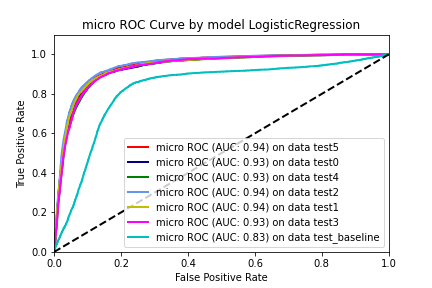 micro ROC Curve by model LogisticRegression
True Positive Rate
1.0
0.8
0.6
0.4
0.2
0.0
micro ROC (AUC: 0.94) on data test5
micro ROC (AUC: 0.93) on data test0
micro ROC (AUC: 0.93) on data test4
micro ROC (AUC: 0.94) on data test2
micro ROC (AUC: 0.94) on data test1
micro ROC (AUC: 0.93) on data test3
micro ROC (AUC: 0.83) on data test_baseline
0.0 0.2 0.4 0.6 0.8 1.0
False Positive Rate